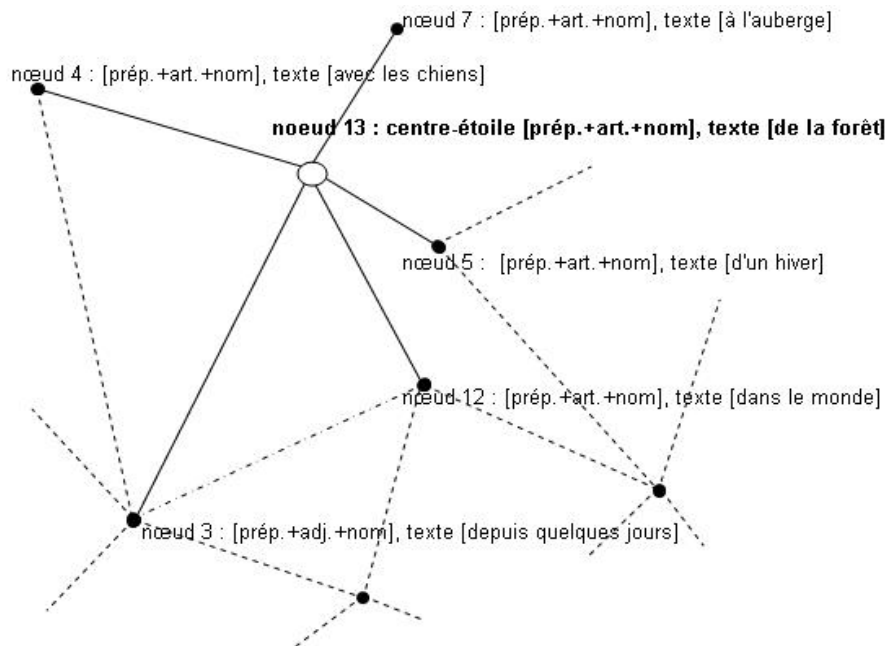 nœud 7 : [prép.+art.+nom], texte [à l'auberge]
nœud 4 : [prép.+art.+nom], texte [avec les chiens]
noeud 13 : centre-étoile [prép.+art.+nom], texte [de la forêt]
nœud 5 : [prép.+art.+nom], texte [d'un hiver]
nœud 12 : [prép.+art.+nom], texte [dans le monde]
nœud 3 : [prép.+adj.+nom], texte [depuis quelques jours]